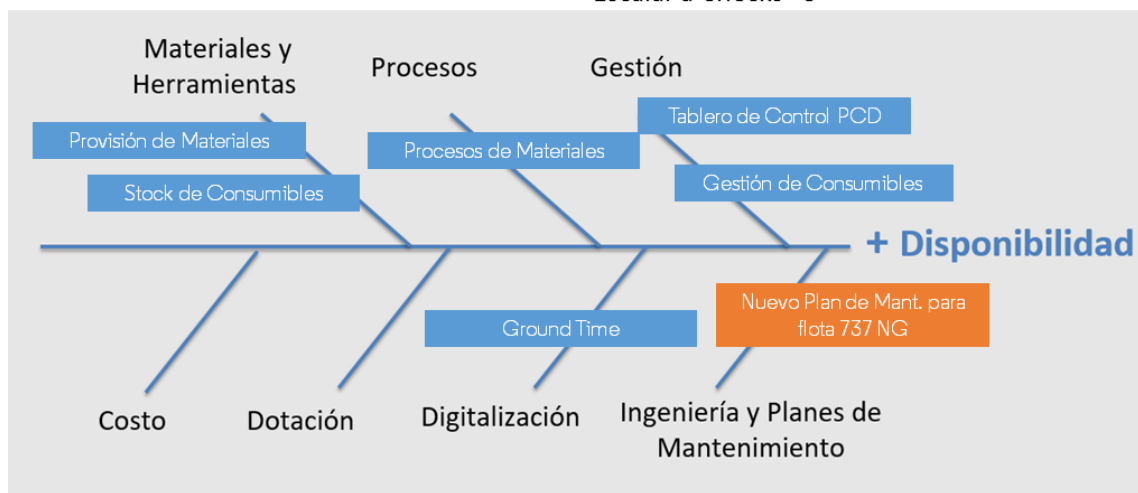 Materiales y
Herramientas
Procesos
Gestión
Tablero de Control PCD
Provisión de Materiales
Procesos de Materiales
Stock de Consumibles
Gestión de Consumibles
+ Disponibilidad
Nuevo Plan de Mant. para
flota 737 NG
Ground Time
Costo
Dotación
Digitalización
Ingeniería y Planes de
Mantenimiento